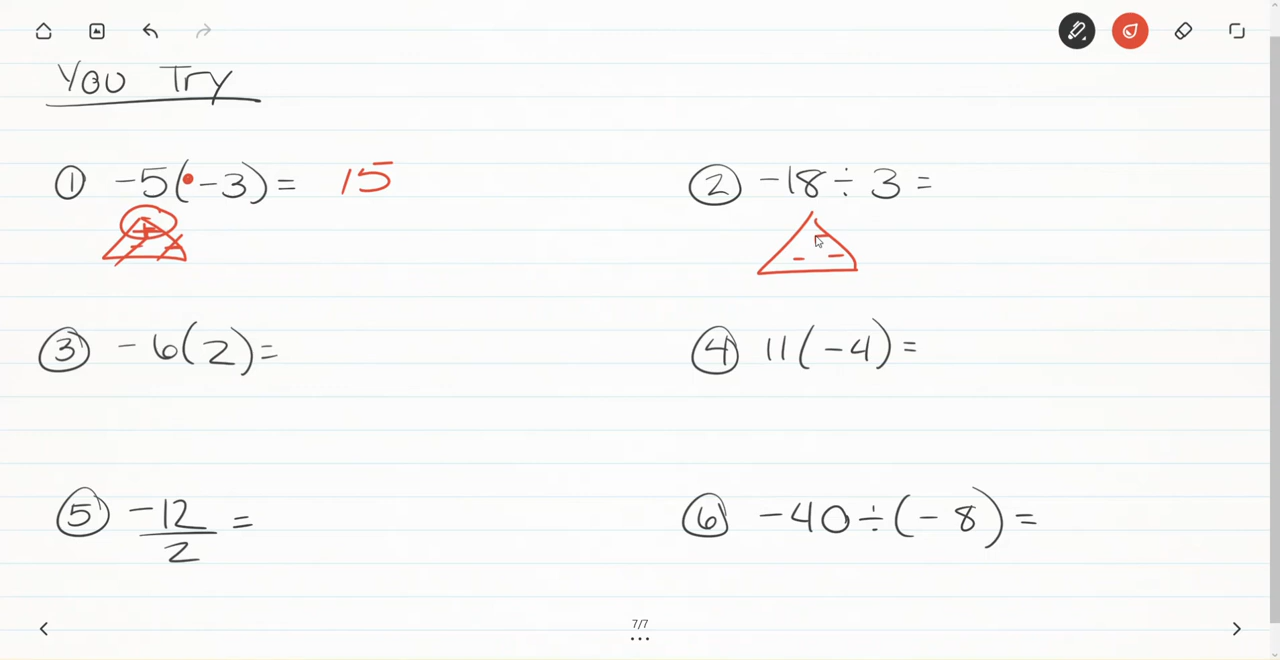 You Try
① -5(•-3) = 15
+
- -
② -18 ÷ 3 =
- -
③ -6(2) =
④ 11(-4) =
⑤ -12/2 =
⑥ -40 ÷ (-8) =
7/7